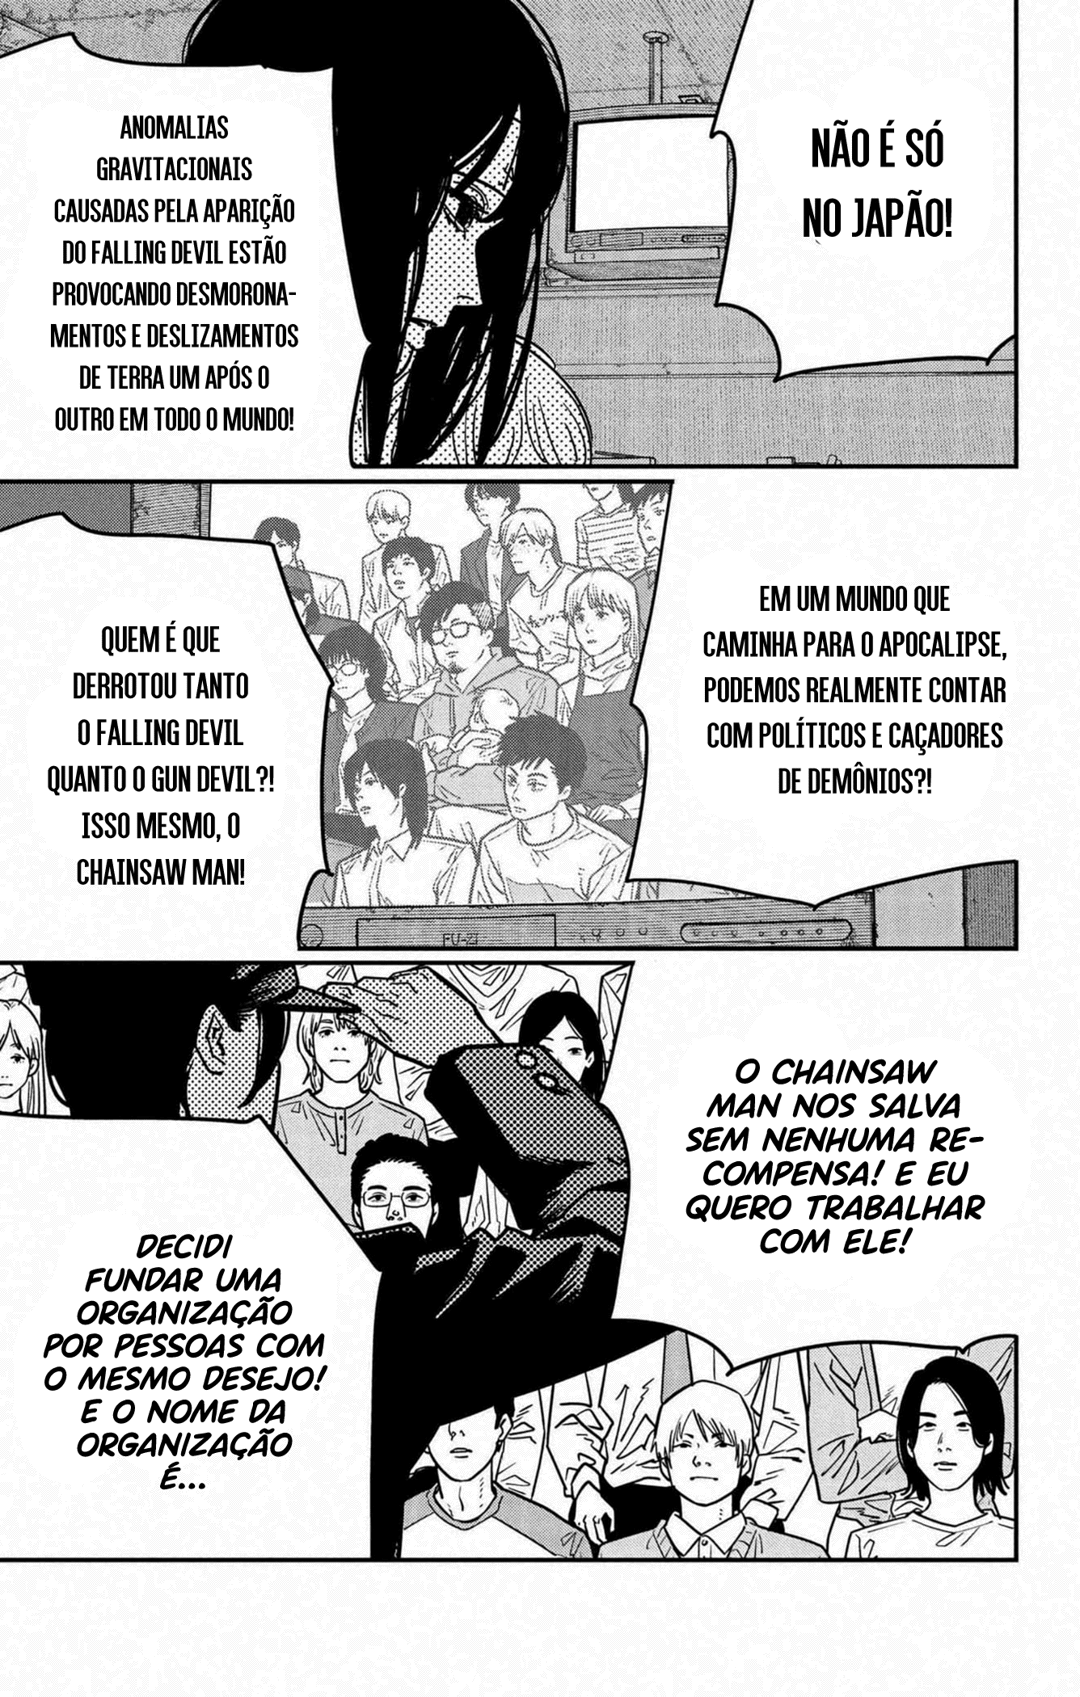 NÃO É SÓ
NO JAPÃO!
ANOMALIAS
GRAVITACIONAIS
CAUSADAS PELA APARIÇÃO
DO FALLING DEVIL ESTÃO
PROVOCANDO DESMORONA-
MENTOS E DESLIZAMENTOS
DE TERRA UM APÓS O
OUTRO EM TODO O MUNDO!
EM UM MUNDO QUE
CAMINHA PARA O APOCALIPSE,
PODEMOS REALMENTE CONTAR
COM POLÍTICOS E CAÇADORES
DE DEMÔNIOS?!
QUEM É QUE
DERROTOU TANTO
O FALLING DEVIL
QUANTO O GUN DEVIL?!
ISSO MESMO, O
CHAINSAW MAN!
FU-21
O CHAINSAW
MAN NOS SALVA
SEM NENHUMA RE-
COMPENSA! E EU
QUERO TRABALHAR
COM ELE!
DECIDI
FUNDAR UMA
ORGANIZAÇÃO
POR PESSOAS COM
O MESMO DESEJO!
E O NOME DA
ORGANIZAÇÃO
É...